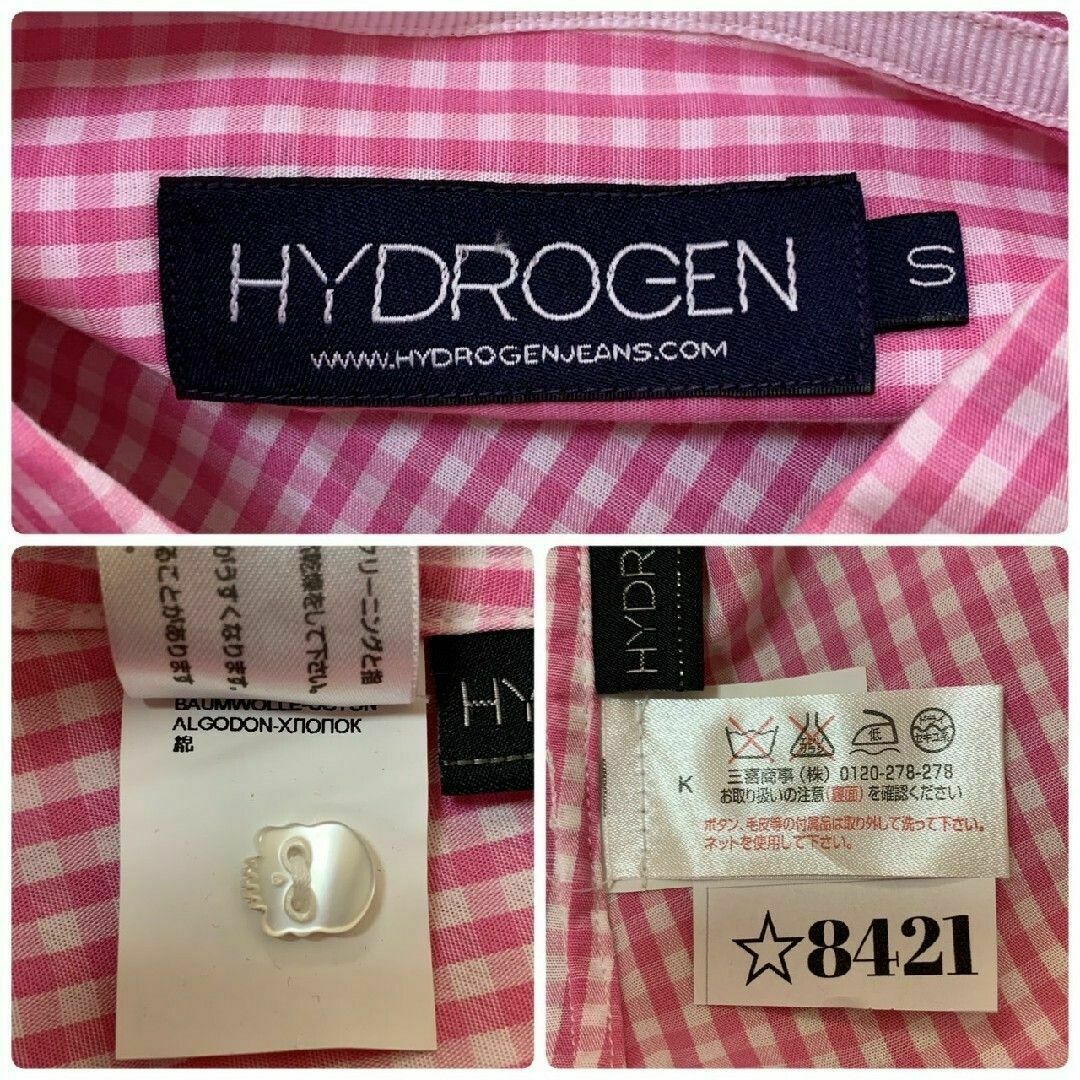 HYDROGEN
S
WWW.HYDROGENJEANS.COM
クリーニングと指
乾燥をして下さい。
がうすくなります。
ることがあります
BAUMWOLLE-COTON
ALGODON-ХЛОПОК
綿
HY
HYDR
低
K
三喜商事(株)0120-278-278
お取り扱いの注意(裏面)を確認ください
ボタン、毛皮等の付属品は取り外して洗って下さい。
ネットを使用して下さい。
☆8421